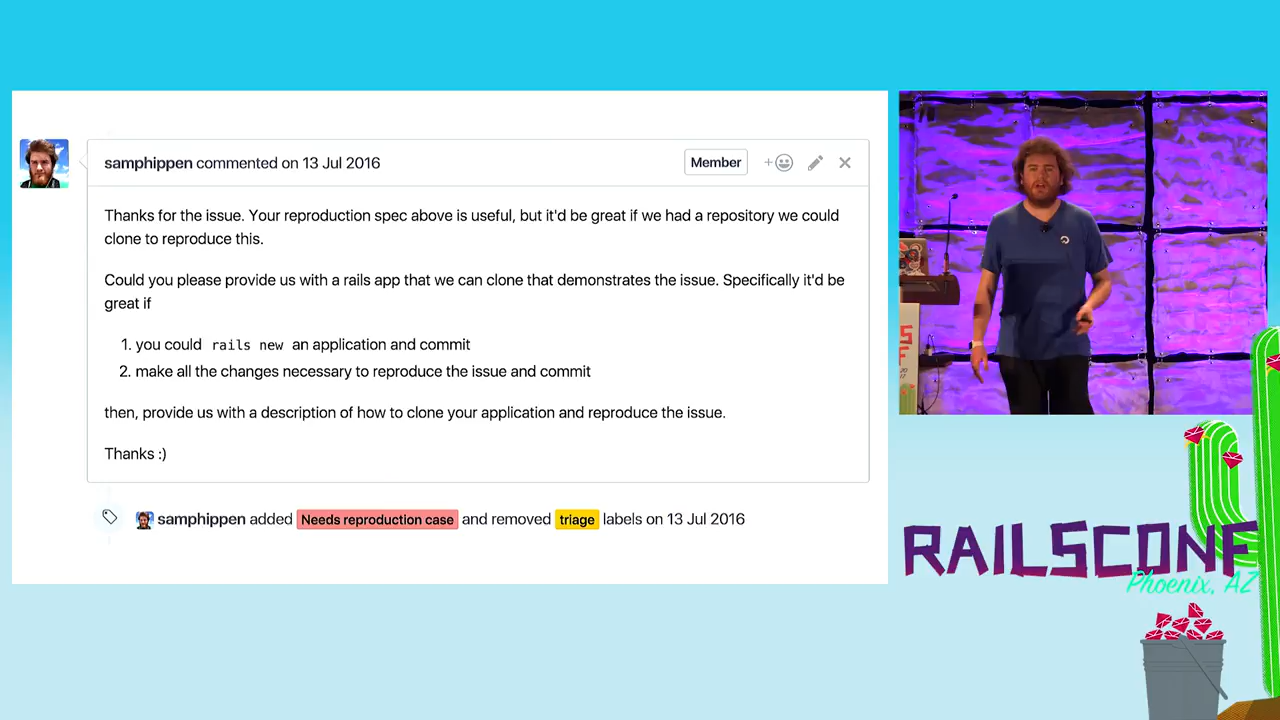 samphippen commented on 13 Jul 2016
Member
Thanks for the issue. Your reproduction spec above is useful, but it'd be great if we had a repository we could
clone to reproduce this.
Could you please provide us with a rails app that we can clone that demonstrates the issue. Specifically it'd be
great if
1. you could rails new an application and commit
2. make all the changes necessary to reproduce the issue and commit
then, provide us with a description of how to clone your application and reproduce the issue.
Thanks :)
samphippen added Needs reproduction case and removed triage labels on 13 Jul 2016
RAILSCONF
Phoenix, AZ